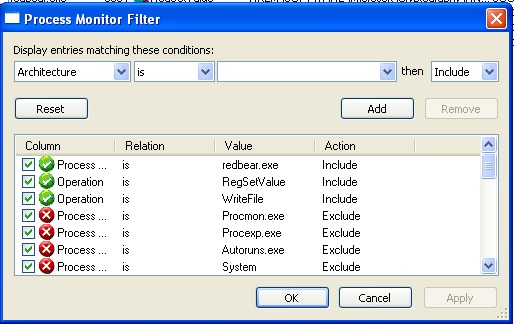 Process Monitor Filter
Display entries matching these conditions:
Architecture is then Include
Reset Add Remove
Column Relation Value Action
Process ... is redbear.exe Include
Operation is RegSetValue Include
Operation is WriteFile Include
Process ... is Procmon.exe Exclude
Process ... is Procexp.exe Exclude
Process ... is Autoruns.exe Exclude
Process ... is System Exclude
OK Cancel Apply